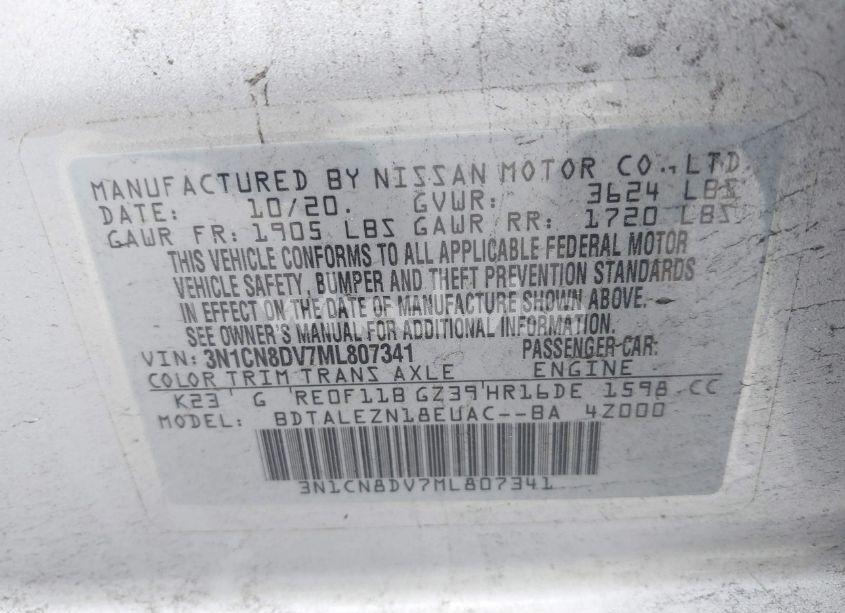 MANUFACTURED BY NISSAN MOTOR CO., LTD.
DATE: 10/20. GVWR: 3624 LBS
GAWR FR: 1905 LBS GAWR RR: 1720 LBS
THIS VEHICLE CONFORMS TO ALL APPLICABLE FEDERAL MOTOR
VEHICLE SAFETY, BUMPER AND THEFT PREVENTION STANDARDS
IN EFFECT ON THE DATE OF MANUFACTURE SHOWN ABOVE.
SEE OWNER'S MANUAL FOR ADDITIONAL INFORMATION.
VIN: 3N1CN8DV7ML807341 PASSENGER-CAR:
COLOR TRIM TRANS AXLE ENGINE
K23 G RE0F11B GZ39 HR16DE 1598 CC
MODEL: BDTALEZN18EUAC--BA 4Z000
3N1CN8DV7ML807341